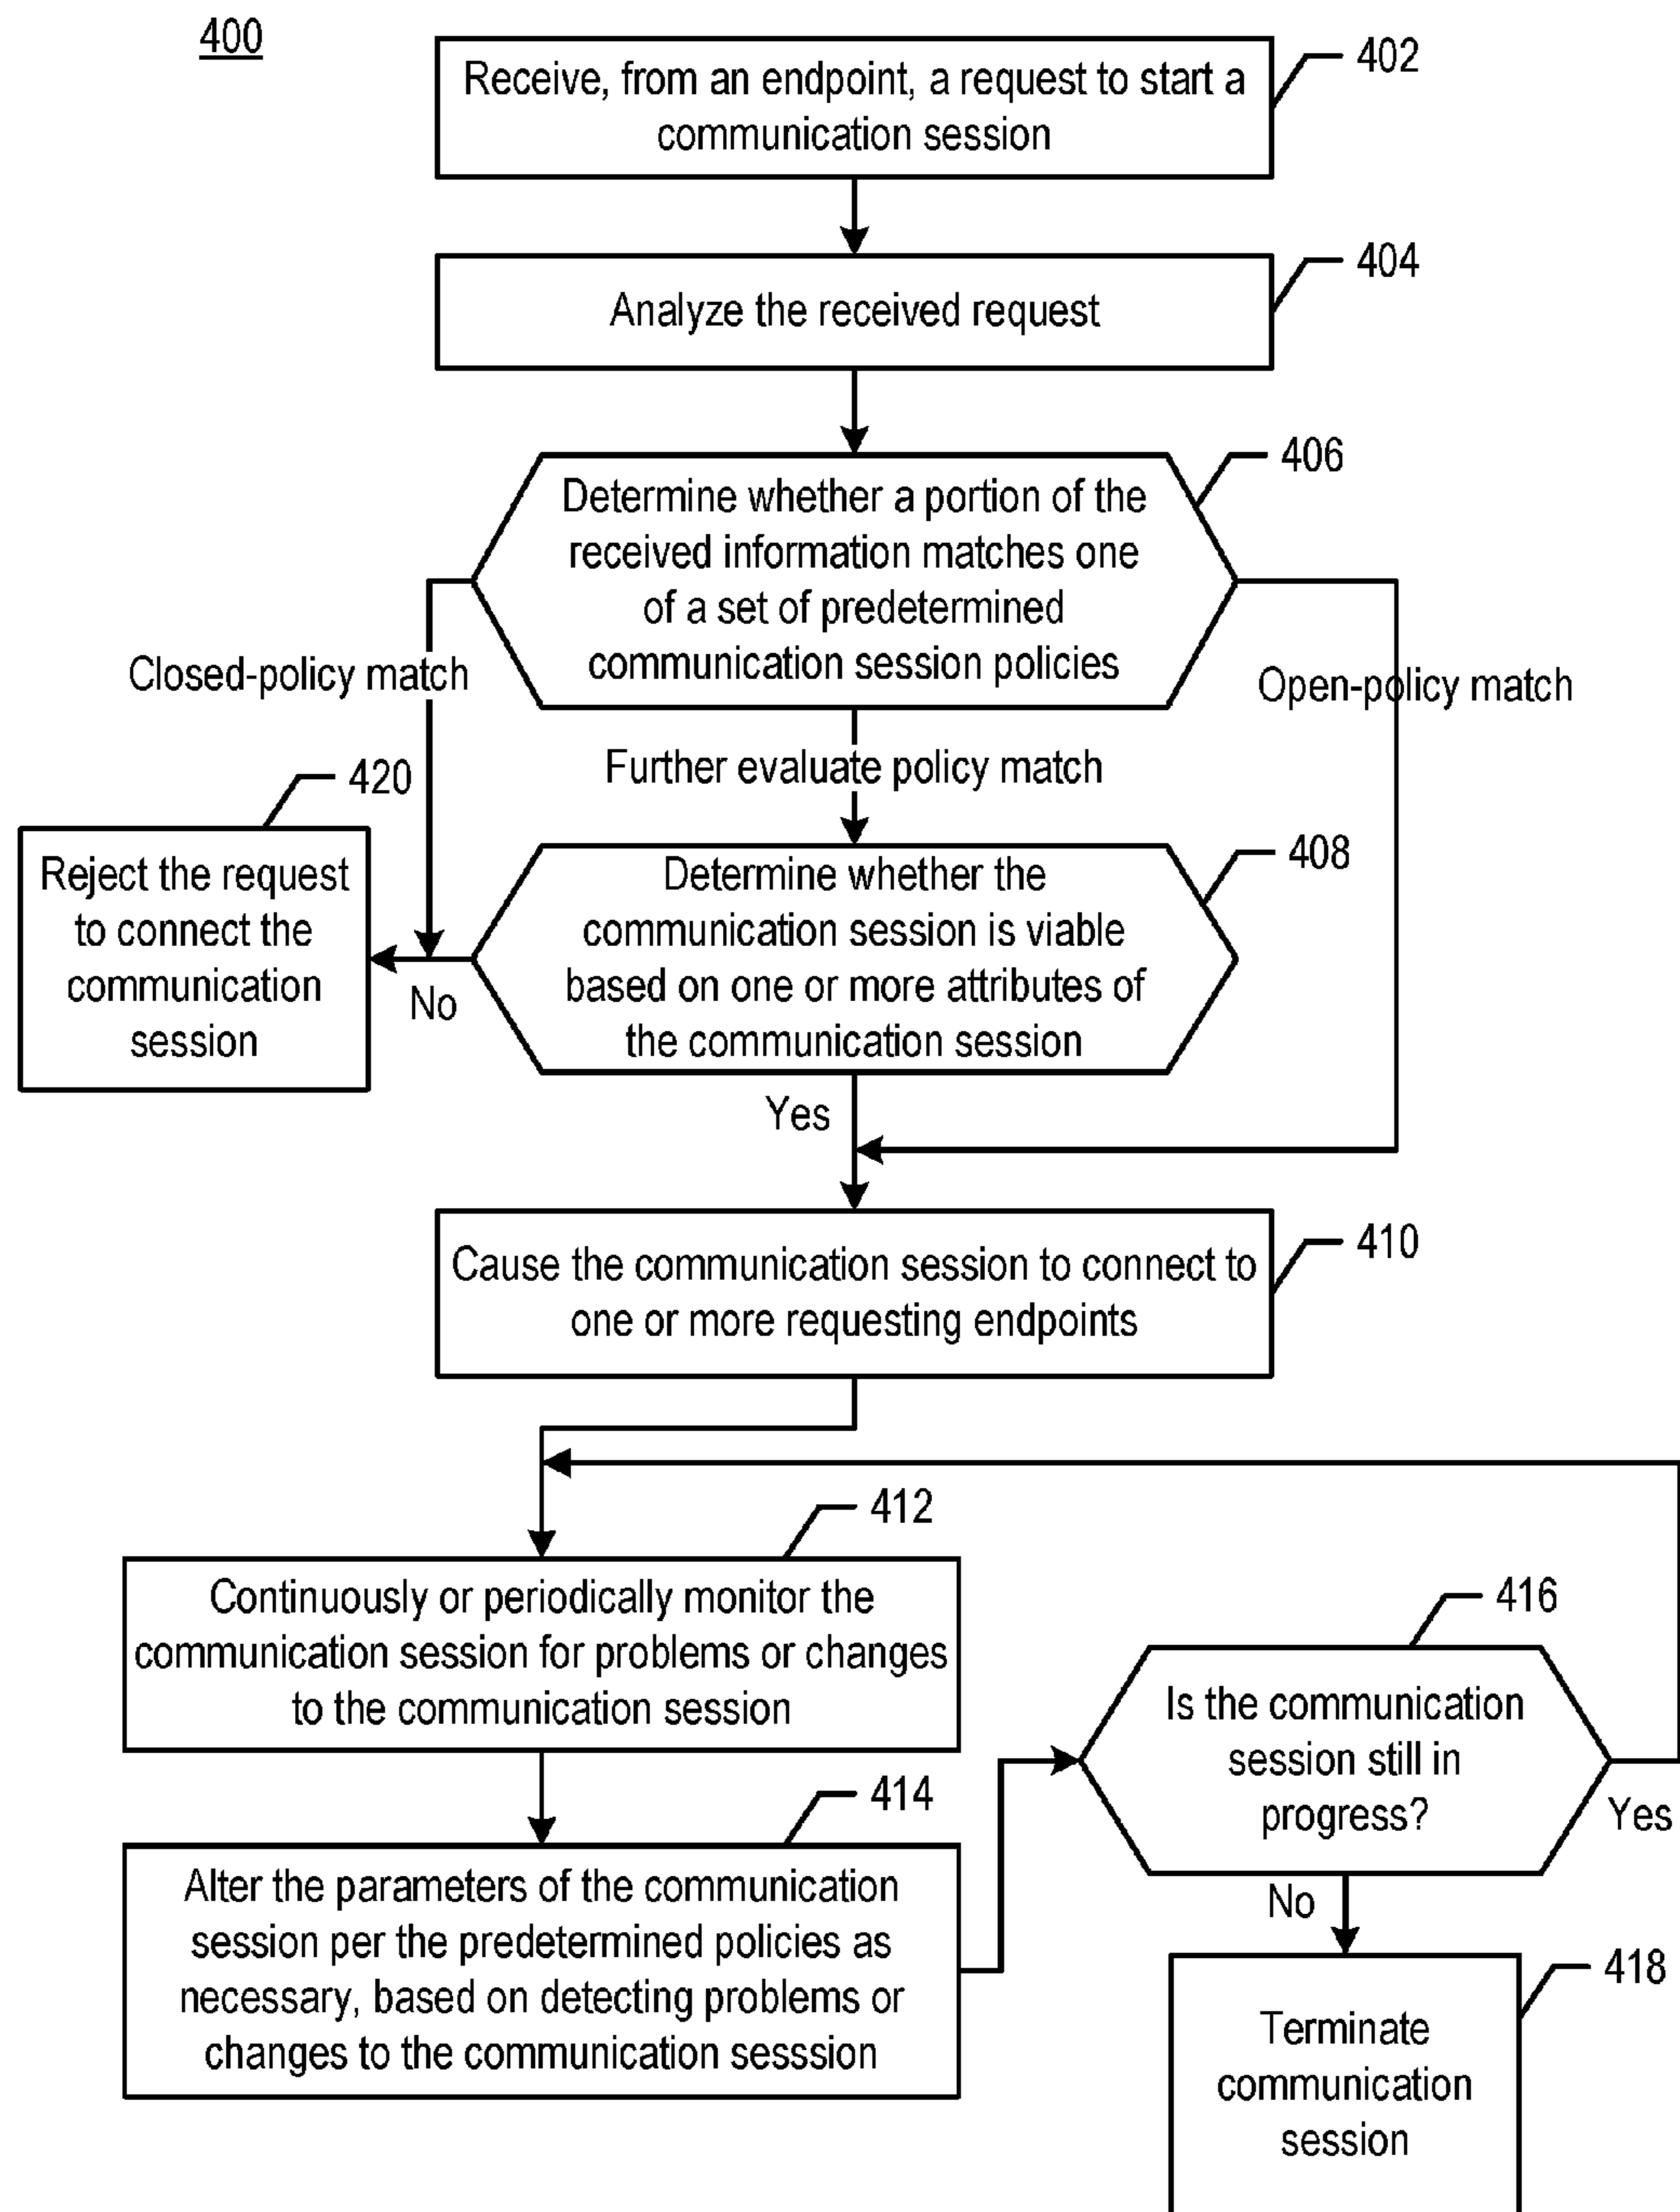 400
Receive, from an endpoint, a request to start a
communication session
402
Analyze the received request
404
Determine whether a portion of the
received information matches one
of a set of predetermined
communication session policies
406
Closed-policy match
Open-policy match
Further evaluate policy match
420
Reject the request
to connect the
communication
session
Determine whether the
communication session is viable
based on one or more attributes of
the communication session
408
No
Yes
Cause the communication session to connect to
one or more requesting endpoints
410
412
Continuously or periodically monitor the
communication session for problems or changes
to the communication session
414
Alter the parameters of the communication
session per the predetermined policies as
necessary, based on detecting problems or
changes to the communication sesssion
416
Is the communication
session still in
progress?
Yes
No
418
Terminate
communication
session